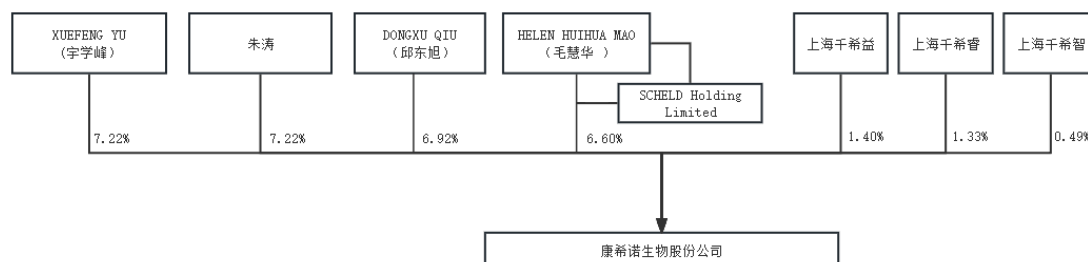 XUEFENG YU
（宇学峰）
朱涛
DONGXU QIU
（邱东旭）
HELEN HUIHUA MAO
（毛慧华 ）
上海千希益
上海千希睿
上海千希智
SCHELD Holding
Limited
7.22%
7.22%
6.92%
6.60%
1.40%
1.33%
0.49%
康希诺生物股份公司